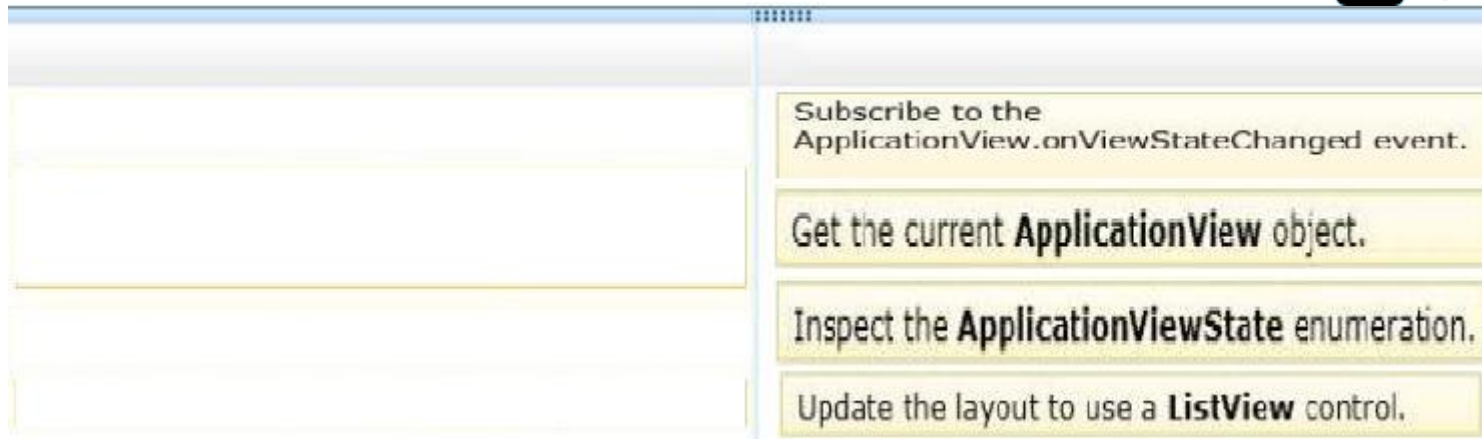 Subscribe to the
ApplicationView.onViewStateChanged event.
Get the current ApplicationView object.
Inspect the ApplicationViewState enumeration.
Update the layout to use a ListView control.